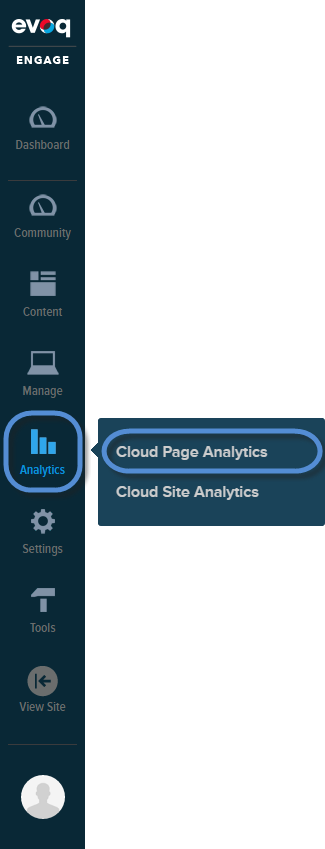 evoq
ENGAGE
Dashboard
Community
Content
Manage
Analytics
Cloud Page Analytics
Cloud Site Analytics
Settings
Tools
View Site